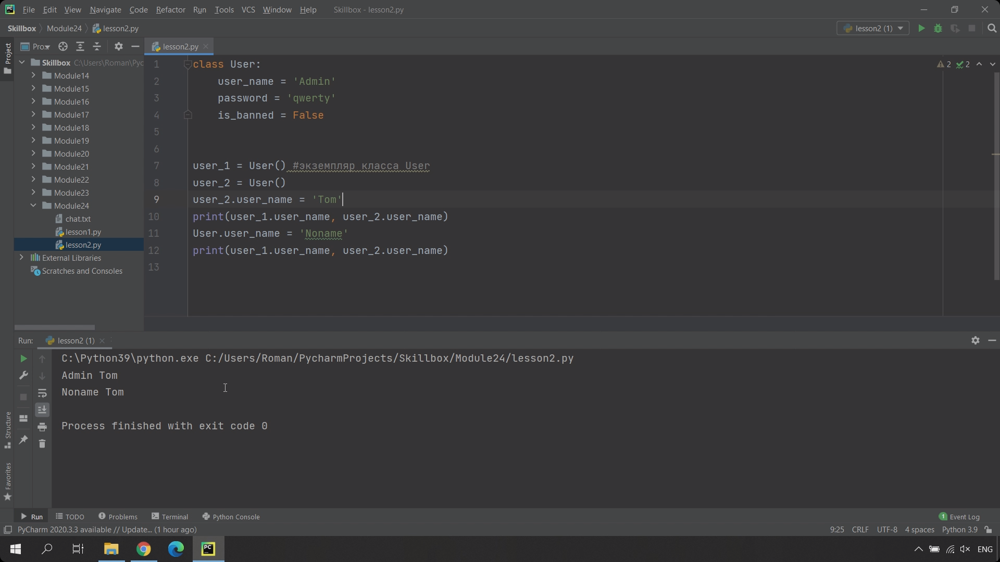 File Edit View Navigate Code Refactor Run Tools VCS Window Help Skillbox - lesson2.py
Skillbox Module24 lesson2.py lesson2 (1)
Project
Pro... lesson2.py
Skillbox C:\Users\Roman\Pyc
Module14
Module15
Module16
Module17
Module18
Module19
Module20
Module21
Module22
Module23
Module24
chat.txt
lesson1.py
lesson2.py
External Libraries
Scratches and Consoles
1 class User:
2 user_name = 'Admin'
3 password = 'qwerty'
4 is_banned = False
5
6
7 user_1 = User() #экземпляр класса User
8 user_2 = User()
9 user_2.user_name = 'Tom'
10 print(user_1.user_name, user_2.user_name)
11 User.user_name = 'Noname'
12 print(user_1.user_name, user_2.user_name)
13
2 2
Run: lesson2 (1)
C:\Python39\python.exe C:/Users/Roman/PycharmProjects/Skillbox/Module24/lesson2.py
Admin Tom
Noname Tom
Process finished with exit code 0
Structure
Favorites
Run TODO Problems Terminal Python Console 1 Event Log
PyCharm 2020.3.3 available // Update... (1 hour ago) 9:25 CRLF UTF-8 4 spaces Python 3.9
PC ENG